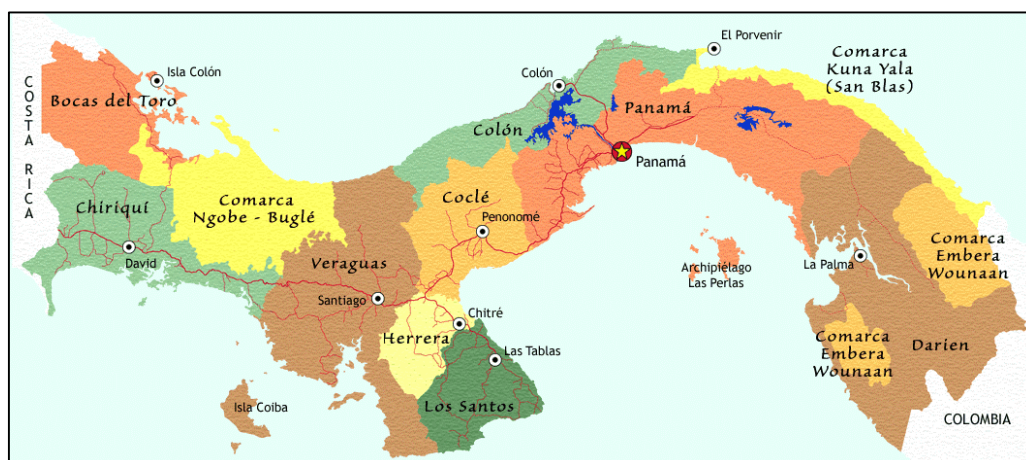 El Porvenir
Comarca
Kuna Yala
(San Blas)
Isla Colón
Colón
COSTA RICA
Bocas del Toro
Panamá
Colón
Panamá
Chiriquí
Comarca
Ngobe - Buglé
Coclé
Penonomé
David
Veraguas
Santiago
Archipiélago
Las Perlas
La Palma
Comarca
Embera
Wounaan
Chitré
Herrera
Las Tablas
Comarca
Embera
Wounaan
Darien
Isla Coiba
Los Santos
COLOMBIA